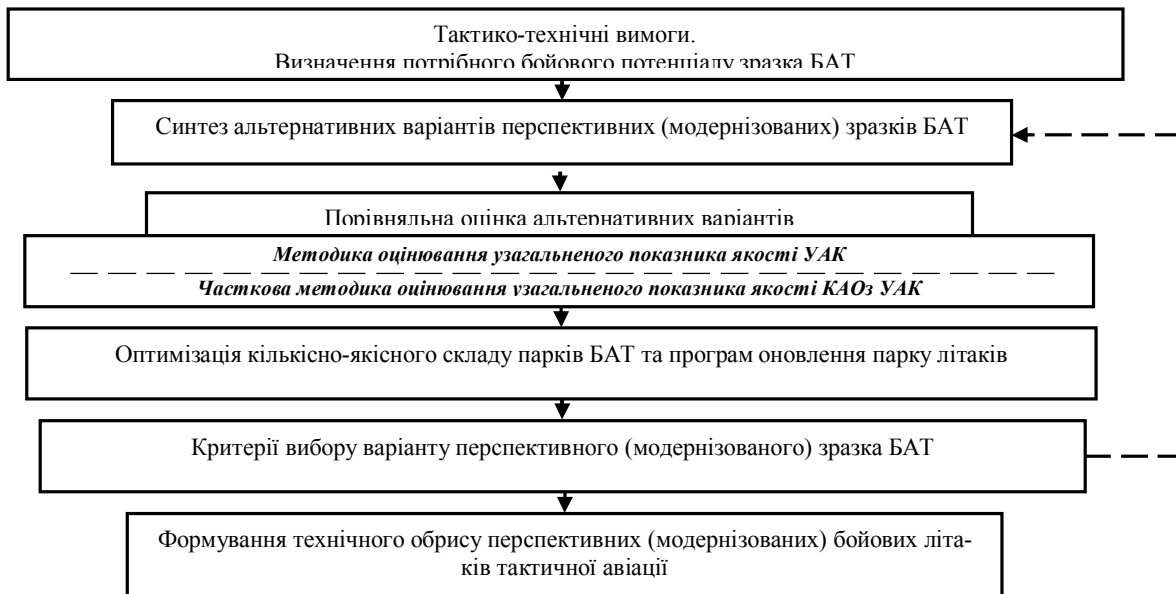 Тактико-технічні вимоги.
Визначення потрібного бойового потенціалу зразка БАТ
Синтез альтернативних варіантів перспективних (модернізованих) зразків БАТ
Порівняльна оцінка альтернативних варіантів
Методика оцінювання узагальненого показника якості УАК
Часткова методика оцінювання узагальненого показника якості КАОз УАК
Оптимізація кількісно-якісного складу парків БАТ та програм оновлення парку літаків
Критерії вибору варіанту перспективного (модернізованого) зразка БАТ
Формування технічного обрису перспективних (модернізованих) бойових літа-
ків тактичної авіації